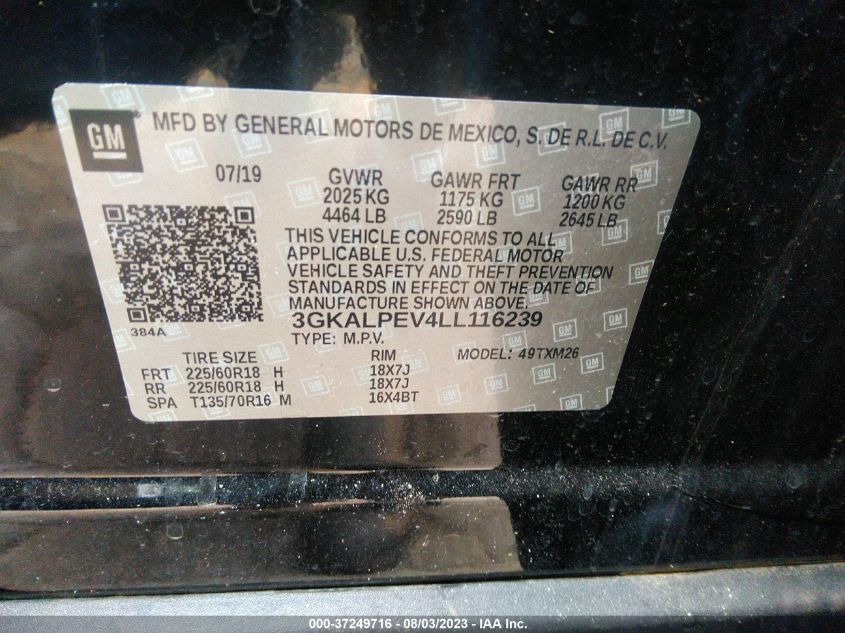 GM
MFD BY GENERAL MOTORS DE MEXICO, S. DE R.L. DE C.V.
07/19 GVWR GAWR FRT GAWR RR
2025 KG 1175 KG 1200 KG
4464 LB 2590 LB 2645 LB
THIS VEHICLE CONFORMS TO ALL
APPLICABLE U.S. FEDERAL MOTOR
VEHICLE SAFETY AND THEFT PREVENTION
STANDARDS IN EFFECT ON THE DATE OF
MANUFACTURE SHOWN ABOVE.
384A 3GKALPEV4LL116239
TYPE: M.P.V. MODEL: 49TXM26
TIRE SIZE RIM
FRT 225/60R18 H 18X7J
RR 225/60R18 H 18X7J
SPA T135/70R16 M 16X4BT
000-37249716 - 08/03/2023 - IAA Inc.